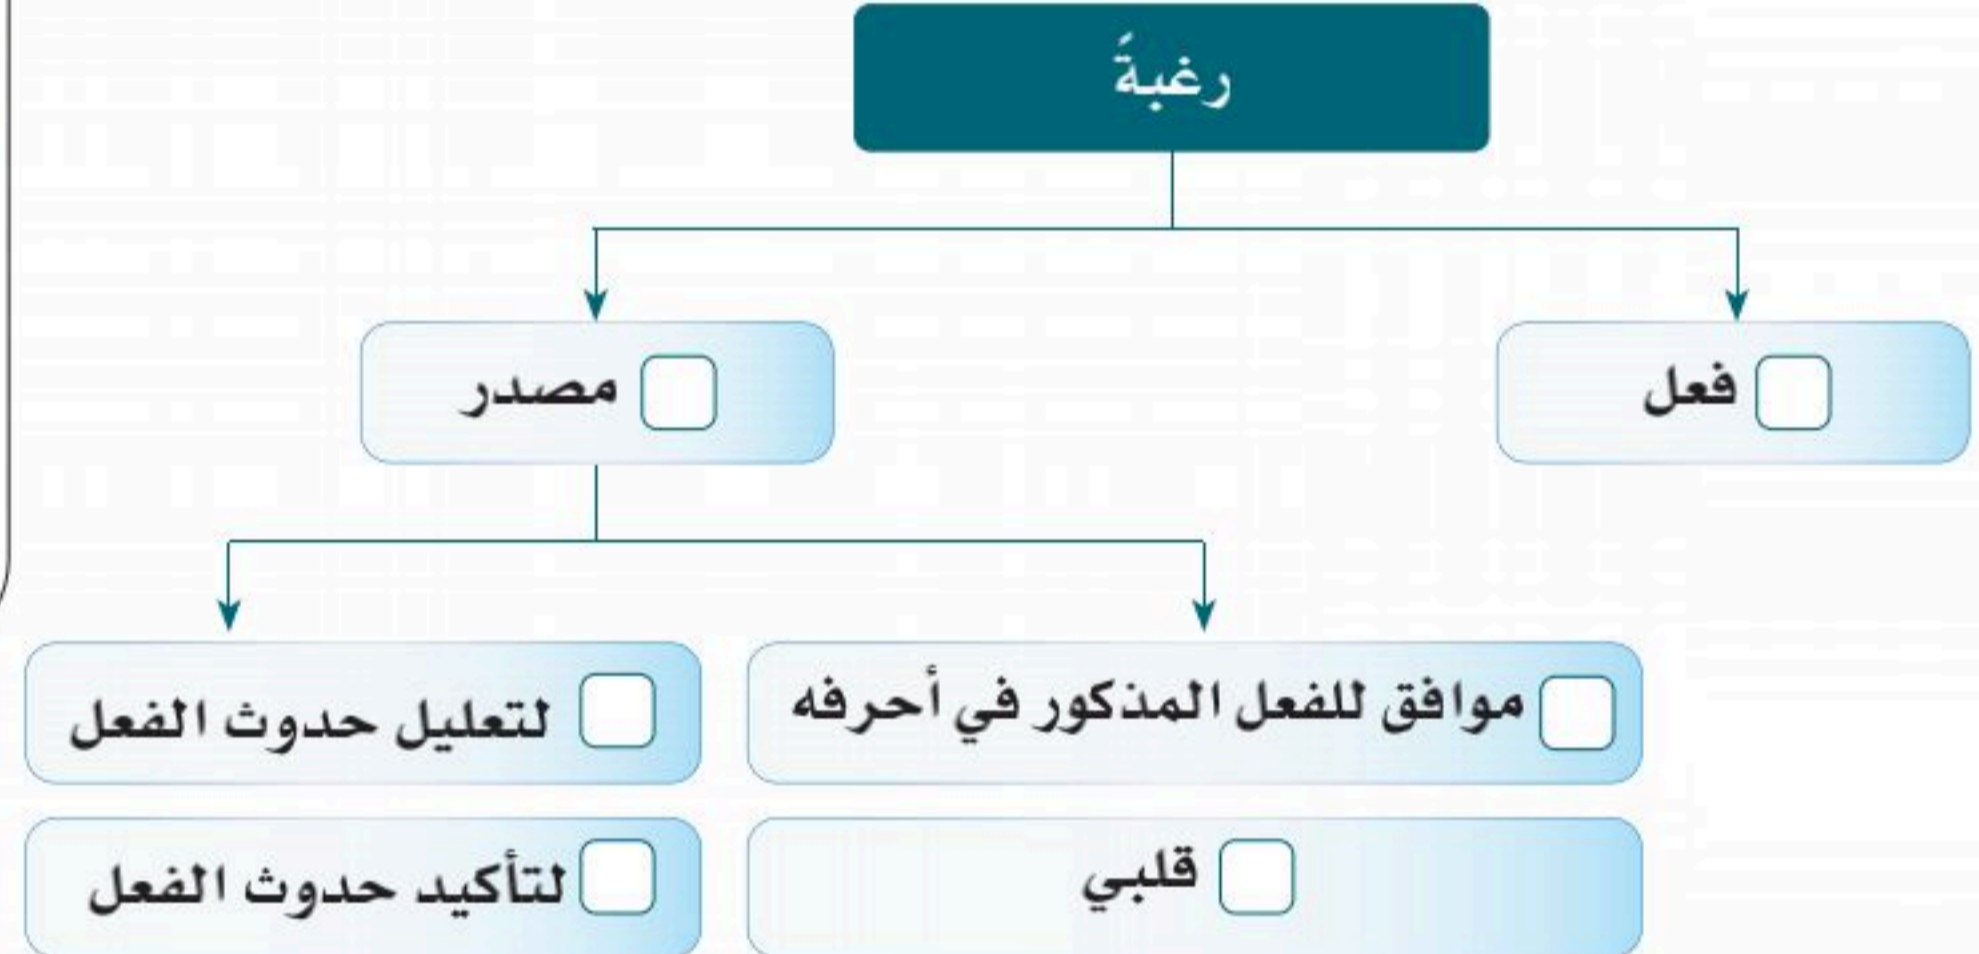 رغبةً
فعل
مصدر
موافق للفعل المذكور في أحرفه
لتعليل حدوث الفعل
قلبي
لتأكيد حدوث الفعل